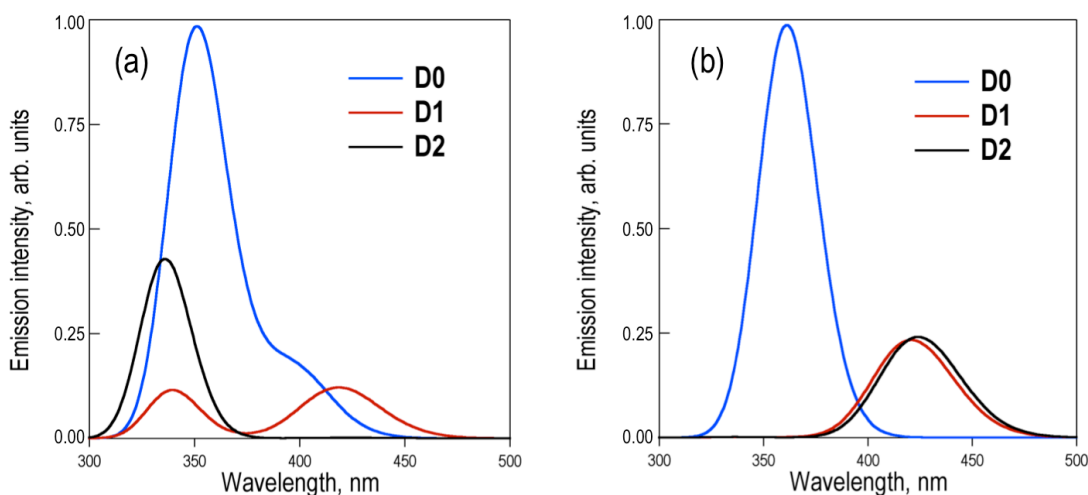 (a)
D0
D1
D2
1.00
0.75
0.50
0.25
0.00
Emission intensity, arb. units
300
350
400
450
500
Wavelength, nm
(b)
D0
D1
D2
1.00
0.75
0.50
0.25
0.00
Emission intensity, arb. units
300
350
400
450
500
Wavelength, nm